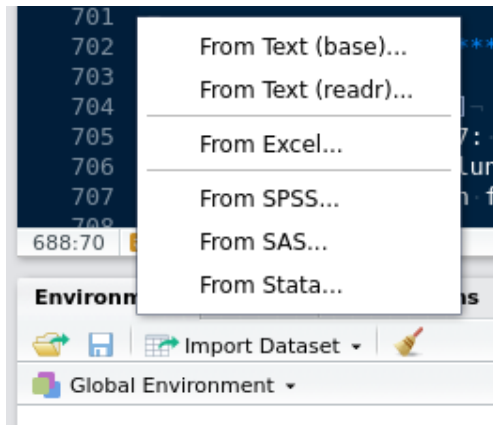 701
702
703
704
705
706
707
708
From Text (base)...
From Text (readr)...
From Excel...
From SPSS...
From SAS...
From Stata...
688:70
Import Dataset
Global Environment